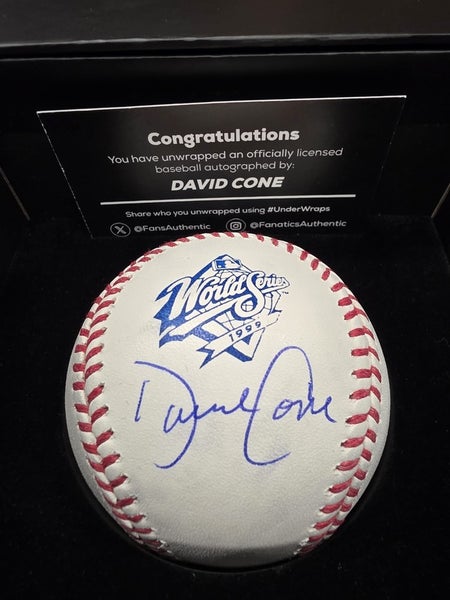 Congratulations
You have unwrapped an officially licensed
baseball autographed by:
DAVID CONE
Share who you unwrapped using #UnderWraps
@FansAuthentic @FanaticsAuthentic
World Series
1999
David Cone